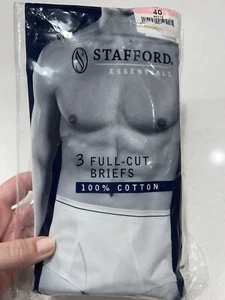 40
STAFFORD.
ESSENTIALS
3 FULL-CUT
BRIEFS
100% COTTON